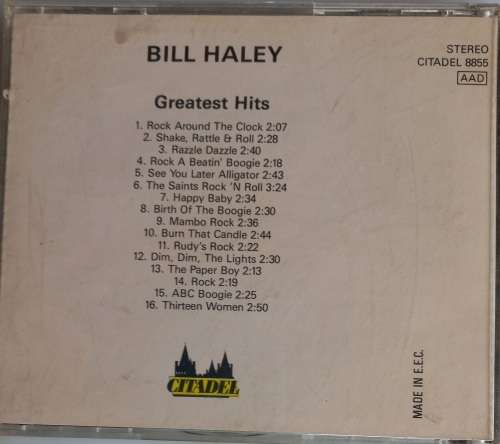 BILL HALEY
STEREO
CITADEL 8855
AAD
Greatest Hits
1. Rock Around The Clock 2:07
2. Shake, Rattle & Roll 2:28
3. Razzle Dazzle 2:40
4. Rock A Beatin' Boogie 2:18
5. See You Later Alligator 2:43
6. The Saints Rock 'N Roll 3:24
7. Happy Baby 2:34
8. Birth Of The Boogie 2:30
9. Mambo Rock 2:36
10. Burn That Candle 2:44
11. Rudy's Rock 2:22
12. Dim, Dim, The Lights 2:30
13. The Paper Boy 2:13
14. Rock 2:19
15. ABC Boogie 2:25
16. Thirteen Women 2:50
CITADEL
MADE IN E.E.C.